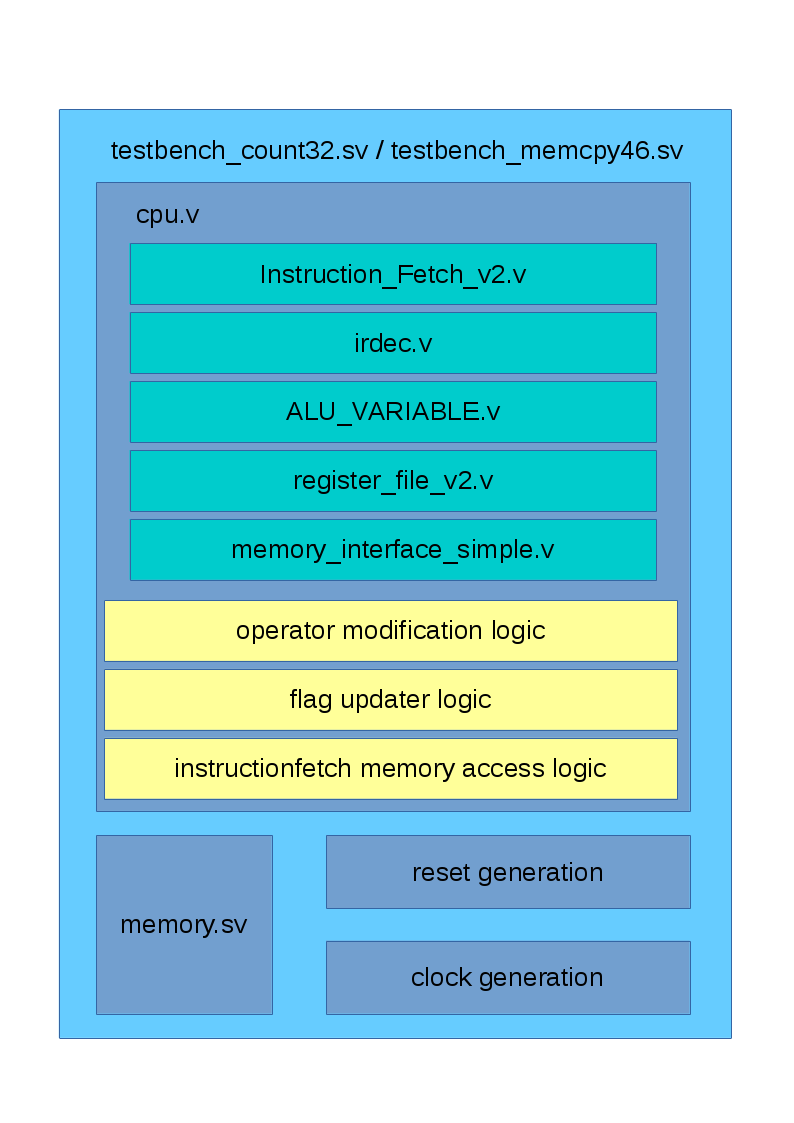 testbench_count32.sv / testbench_memcpy46.sv
cpu.v
Instruction_Fetch_v2.v
irdec.v
ALU_VARIABLE.v
register_file_v2.v
memory_interface_simple.v
operator modification logic
flag updater logic
instructionfetch memory access logic
reset generation
memory.sv
clock generation